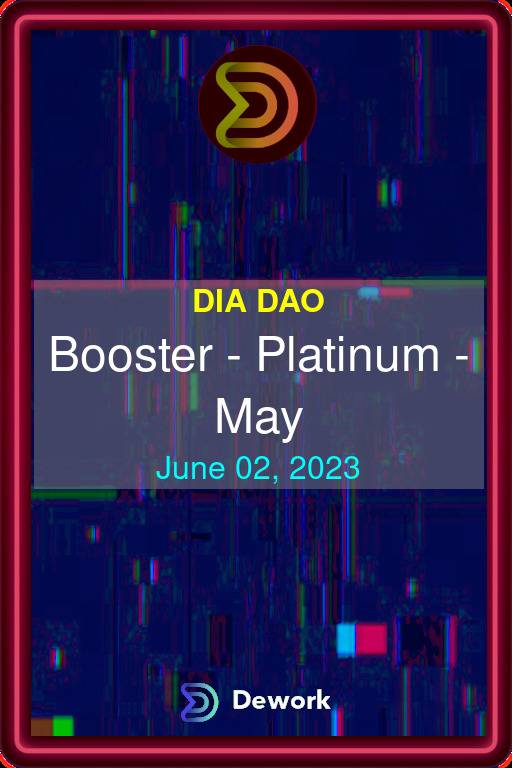 DIA DAO
Booster - Platinum -
May
June 02, 2023
Dework